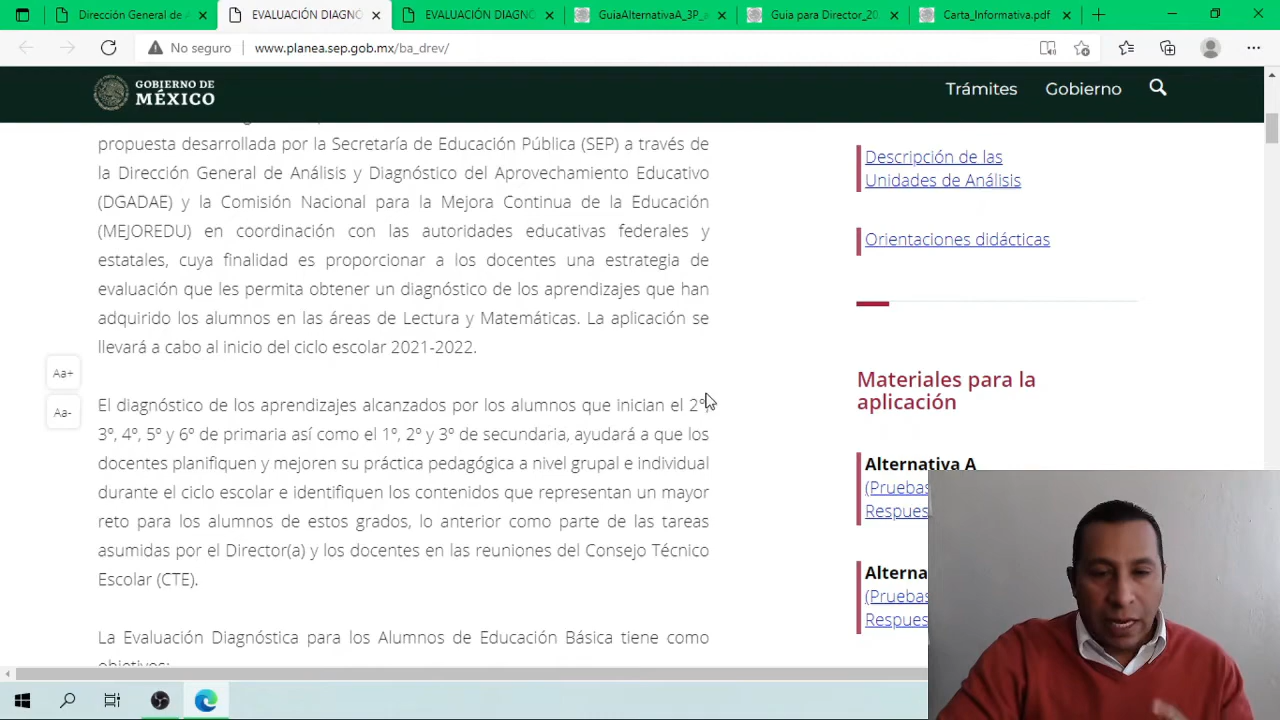 Dirección General de A
EVALUACIÓN DIAGNÓ
EVALUACIÓN DIAGNÓ
GuiaAlternativaA_3P_a
Guia para Director_20
Carta_Informativa.pdf
No seguro
www.planea.sep.gob.mx/ba_drev/
GOBIERNO DE
MÉXICO
Trámites
Gobierno
propuesta desarrollada por la Secretaría de Educación Pública (SEP) a través de
la Dirección General de Análisis y Diagnóstico del Aprovechamiento Educativo
(DGADAE) y la Comisión Nacional para la Mejora Continua de la Educación
(MEJOREDU) en coordinación con las autoridades educativas federales y
estatales, cuya finalidad es proporcionar a los docentes una estrategia de
evaluación que les permita obtener un diagnóstico de los aprendizajes que han
adquirido los alumnos en las áreas de Lectura y Matemáticas. La aplicación se
llevará a cabo al inicio del ciclo escolar 2021-2022.
Aa+
Aa-
El diagnóstico de los aprendizajes alcanzados por los alumnos que inician el 2º,
3º, 4º, 5º y 6º de primaria así como el 1º, 2º y 3º de secundaria, ayudará a que los
docentes planifiquen y mejoren su práctica pedagógica a nivel grupal e individual
durante el ciclo escolar e identifiquen los contenidos que representan un mayor
reto para los alumnos de estos grados, lo anterior como parte de las tareas
asumidas por el Director(a) y los docentes en las reuniones del Consejo Técnico
Escolar (CTE).
La Evaluación Diagnóstica para los Alumnos de Educación Básica tiene como
objetivos:
Descripción de las
Unidades de Análisis
Orientaciones didácticas
Materiales para la
aplicación
Alternativa A
(Pruebas
Respues
Alterna
(Pruebas
Respues